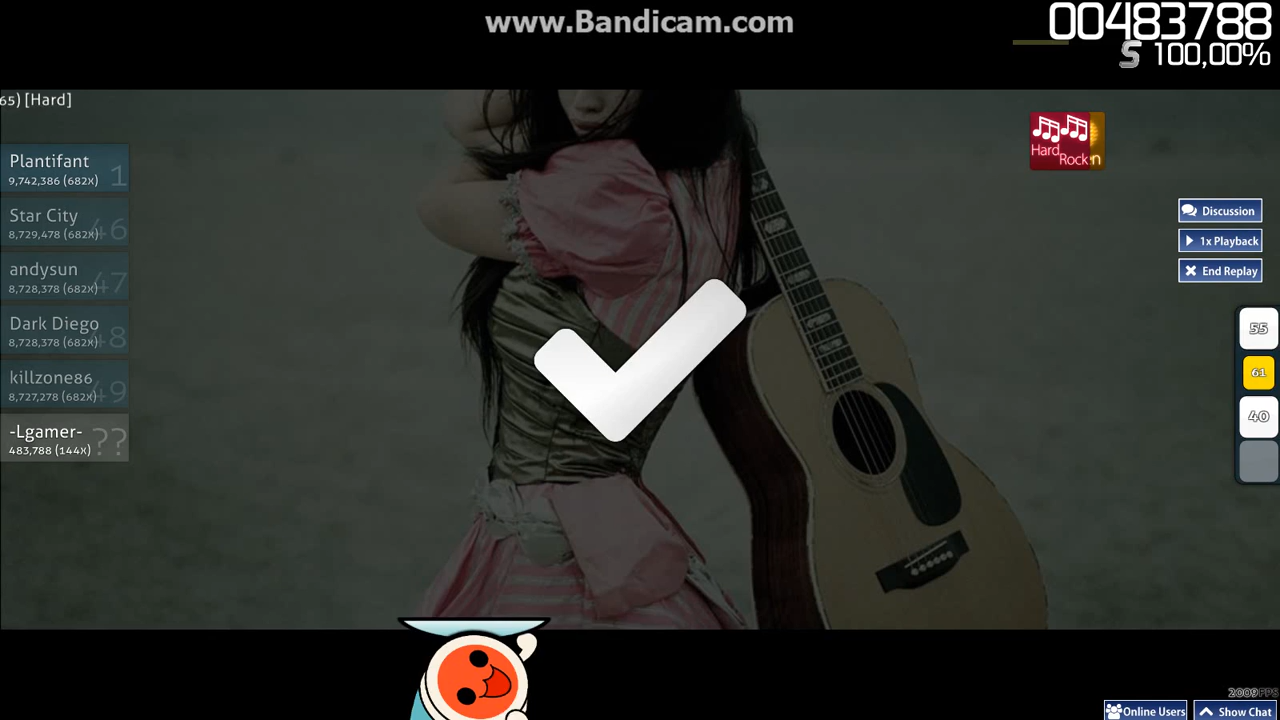 www.Bandicam.com
00483788
S 100,00%
65) [Hard]
Hard
Rock
n
Plantifant
9,742,386 (682x) 1
Star City
8,729,478 (682x) 46
andysun
8,728,378 (682x) 47
Dark Diego
8,728,378 (682x) 48
killzone86
8,727,278 (682x) 49
-Lgamer-
483,788 (144x) ??
Discussion
1x Playback
End Replay
55
61
40
2009FPS
Online Users
Show Chat